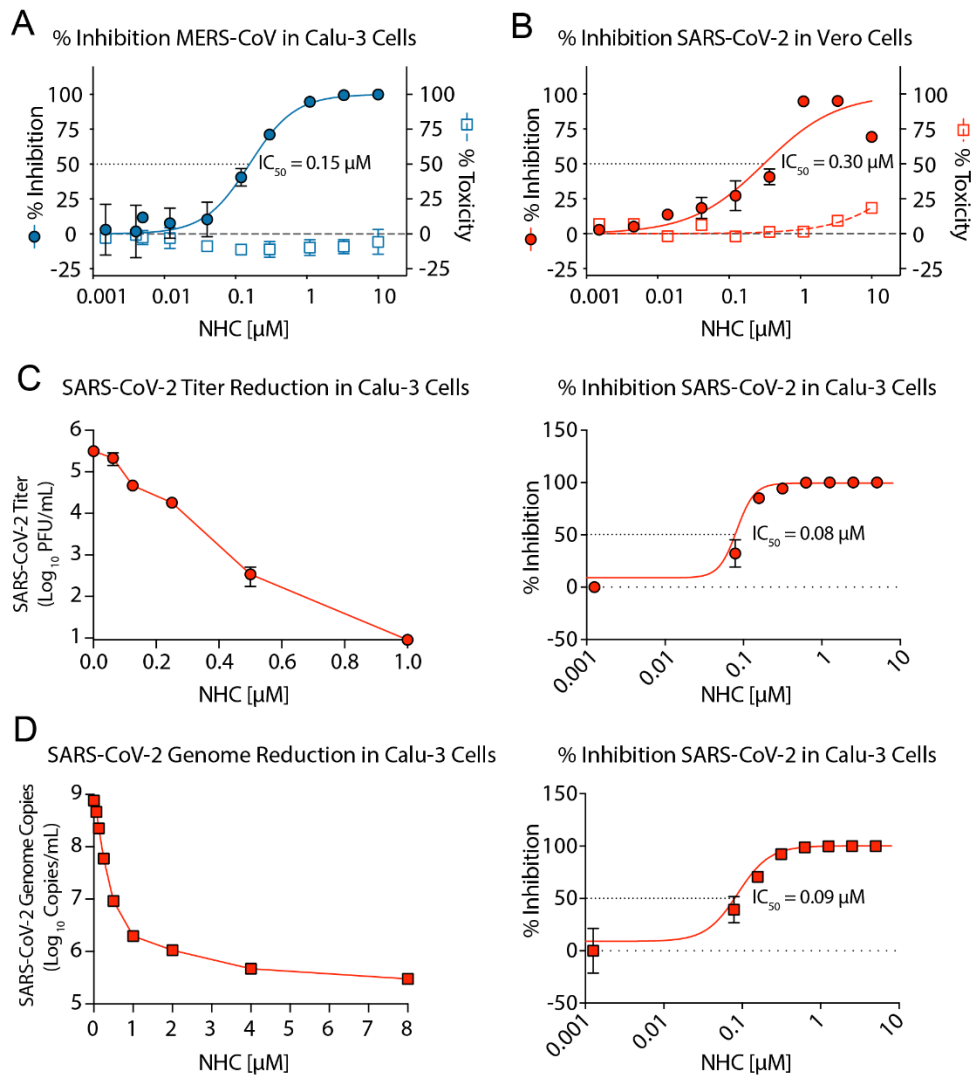 A
% Inhibition MERS-CoV in Calu-3 Cells
% Inhibition
100
75
50
25
0
-25
IC50 = 0.15 µM
100
75
50
25
0
-25
% Toxicity
0.001
0.01
0.1
1
10
NHC [µM]
B
% Inhibition SARS-CoV-2 in Vero Cells
% Inhibition
100
75
50
25
0
-25
IC50 = 0.30 µM
100
75
50
25
0
-25
% Toxicity
0.001
0.01
0.1
1
10
NHC [µM]
C
SARS-CoV-2 Titer Reduction in Calu-3 Cells
SARS-CoV-2 Titer
(Log10 PFU/mL)
6
5
4
3
2
1
0.0
0.2
0.4
0.6
0.8
1.0
NHC [µM]
% Inhibition SARS-CoV-2 in Calu-3 Cells
% Inhibition
150
100
50
0
-50
IC50 = 0.08 µM
0.001
0.01
0.1
1
10
NHC [µM]
D
SARS-CoV-2 Genome Reduction in Calu-3 Cells
SARS-CoV-2 Genome Copies
(Log10 Copies/mL)
9
8
7
6
5
0
1
2
3
4
5
6
7
8
NHC [µM]
% Inhibition SARS-CoV-2 in Calu-3 Cells
% Inhibition
150
100
50
0
-50
IC50 = 0.09 µM
0.001
0.01
0.1
1
10
NHC [µM]